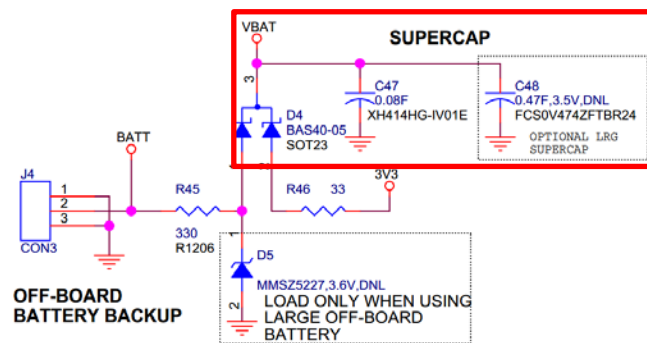 VBAT
SUPERCAP
3
C47
0.08F
XH414HG-IV01E
C48
0.47F,3.5V,DNL
FCS0V474ZFTBR24
OPTIONAL LRG
SUPERCAP
D4
BAS40-05
SOT23
BATT
3V3
J4
1
2
3
CON3
R45
330
R1206
R46 33
1
D5
MMSZ5227,3.6V,DNL
2
LOAD ONLY WHEN USING
LARGE OFF-BOARD
BATTERY
OFF-BOARD
BATTERY BACKUP